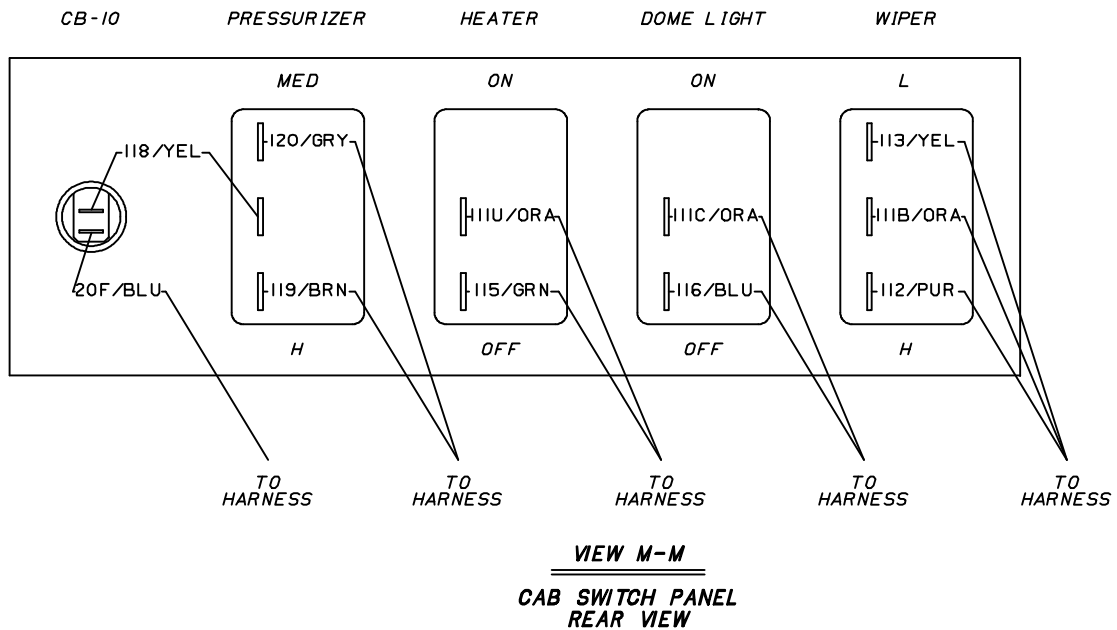 CB-10 PRESSURIZER HEATER DOME LIGHT WIPER
MED ON ON L
118/YEL 120/GRY 113/YEL
111U/ORA 111C/ORA 111B/ORA
20F/BLU 119/BRN 115/GRN 116/BLU 112/PUR
H OFF OFF H
TO HARNESS
TO HARNESS
TO HARNESS
TO HARNESS
TO HARNESS
VIEW M-M
CAB SWITCH PANEL
REAR VIEW